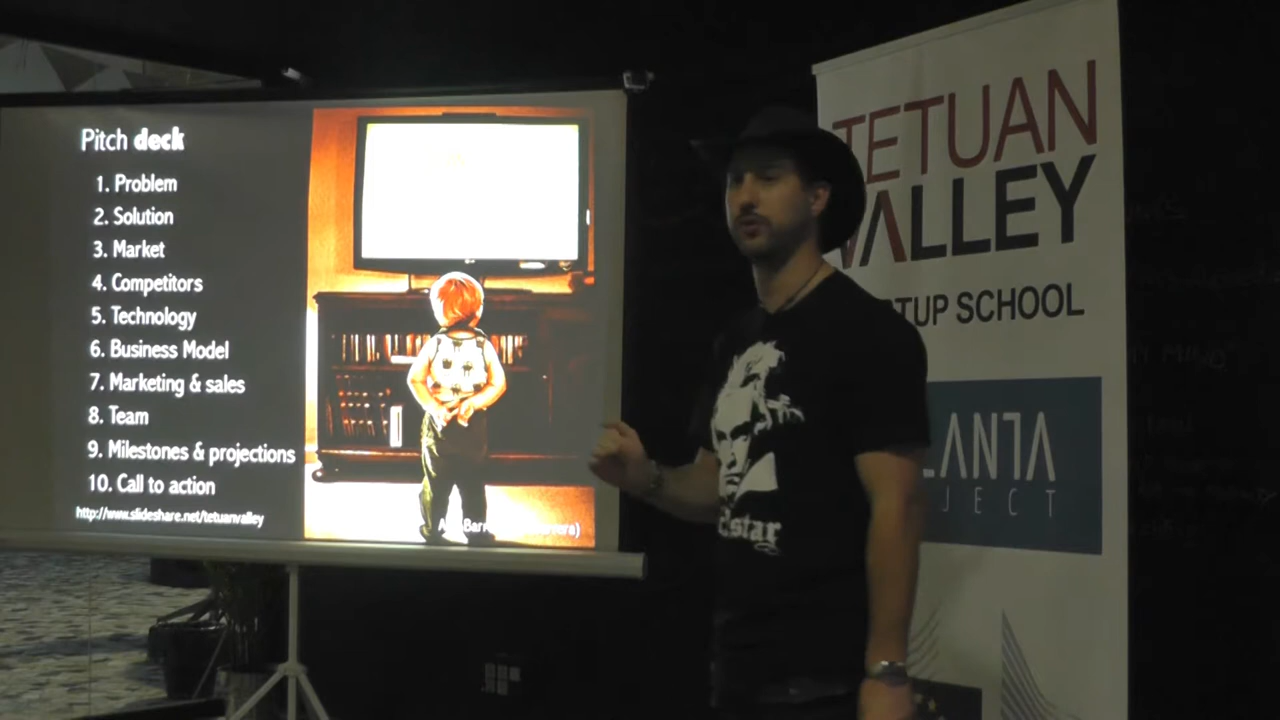 Pitch deck
1. Problem
2. Solution
3. Market
4. Competitors
5. Technology
6. Business Model
7. Marketing & sales
8. Team
9. Milestones & projections
10. Call to action
http://www.slideshare.net/tetuanvalley
TETUAN
VALLEY
TUP SCHOOL
LANTA
JECT
star